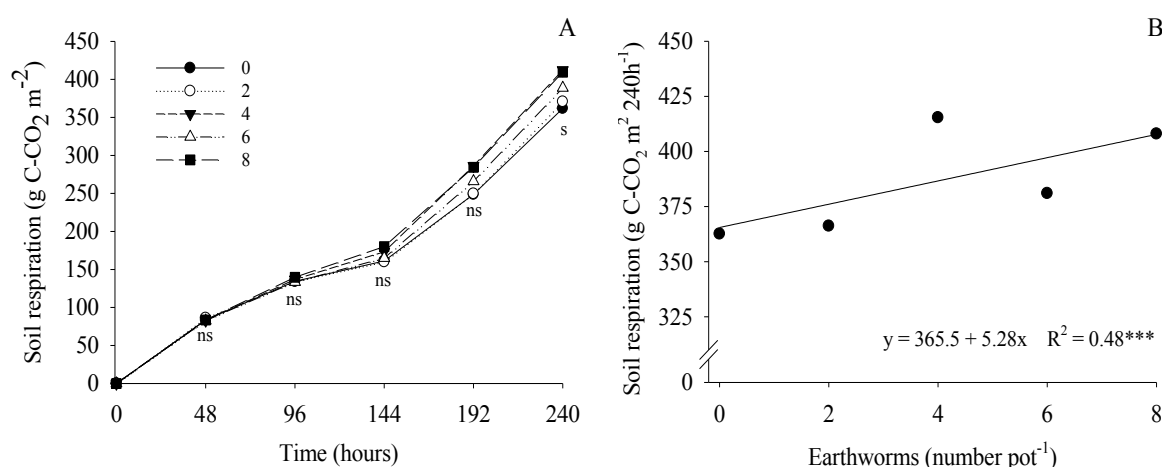 A
Soil respiration (g C-CO2 m-2)
450
400
350
300
250
200
150
100
50
0
0
2
4
6
8
ns
ns
ns
ns
s
0 48 96 144 192 240
Time (hours)
B
Soil respiration (g C-CO2 m2 240h-1)
450
425
400
375
350
325
0
y = 365.5 + 5.28x R2 = 0.48***
0 2 4 6 8
Earthworms (number pot-1)